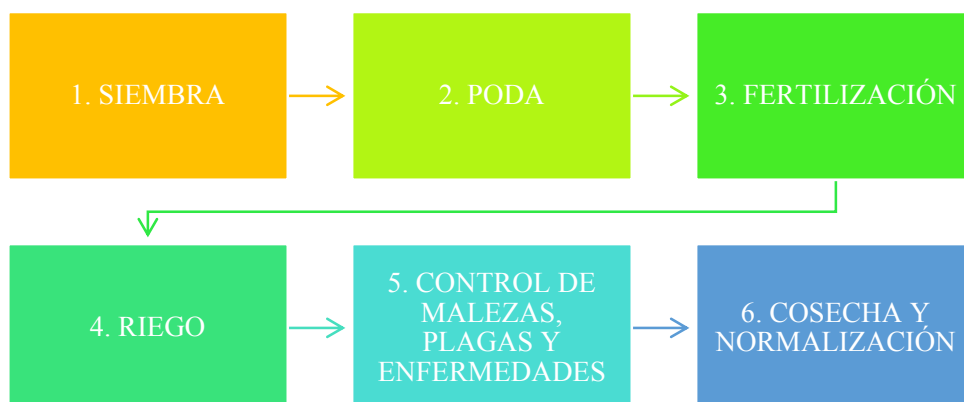 1. SIEMBRA
2. PODA
3. FERTILIZACIÓN
4. RIEGO
5. CONTROL DE
MALEZAS,
PLAGAS Y
ENFERMEDADES
6. COSECHA Y
NORMALIZACIÓN